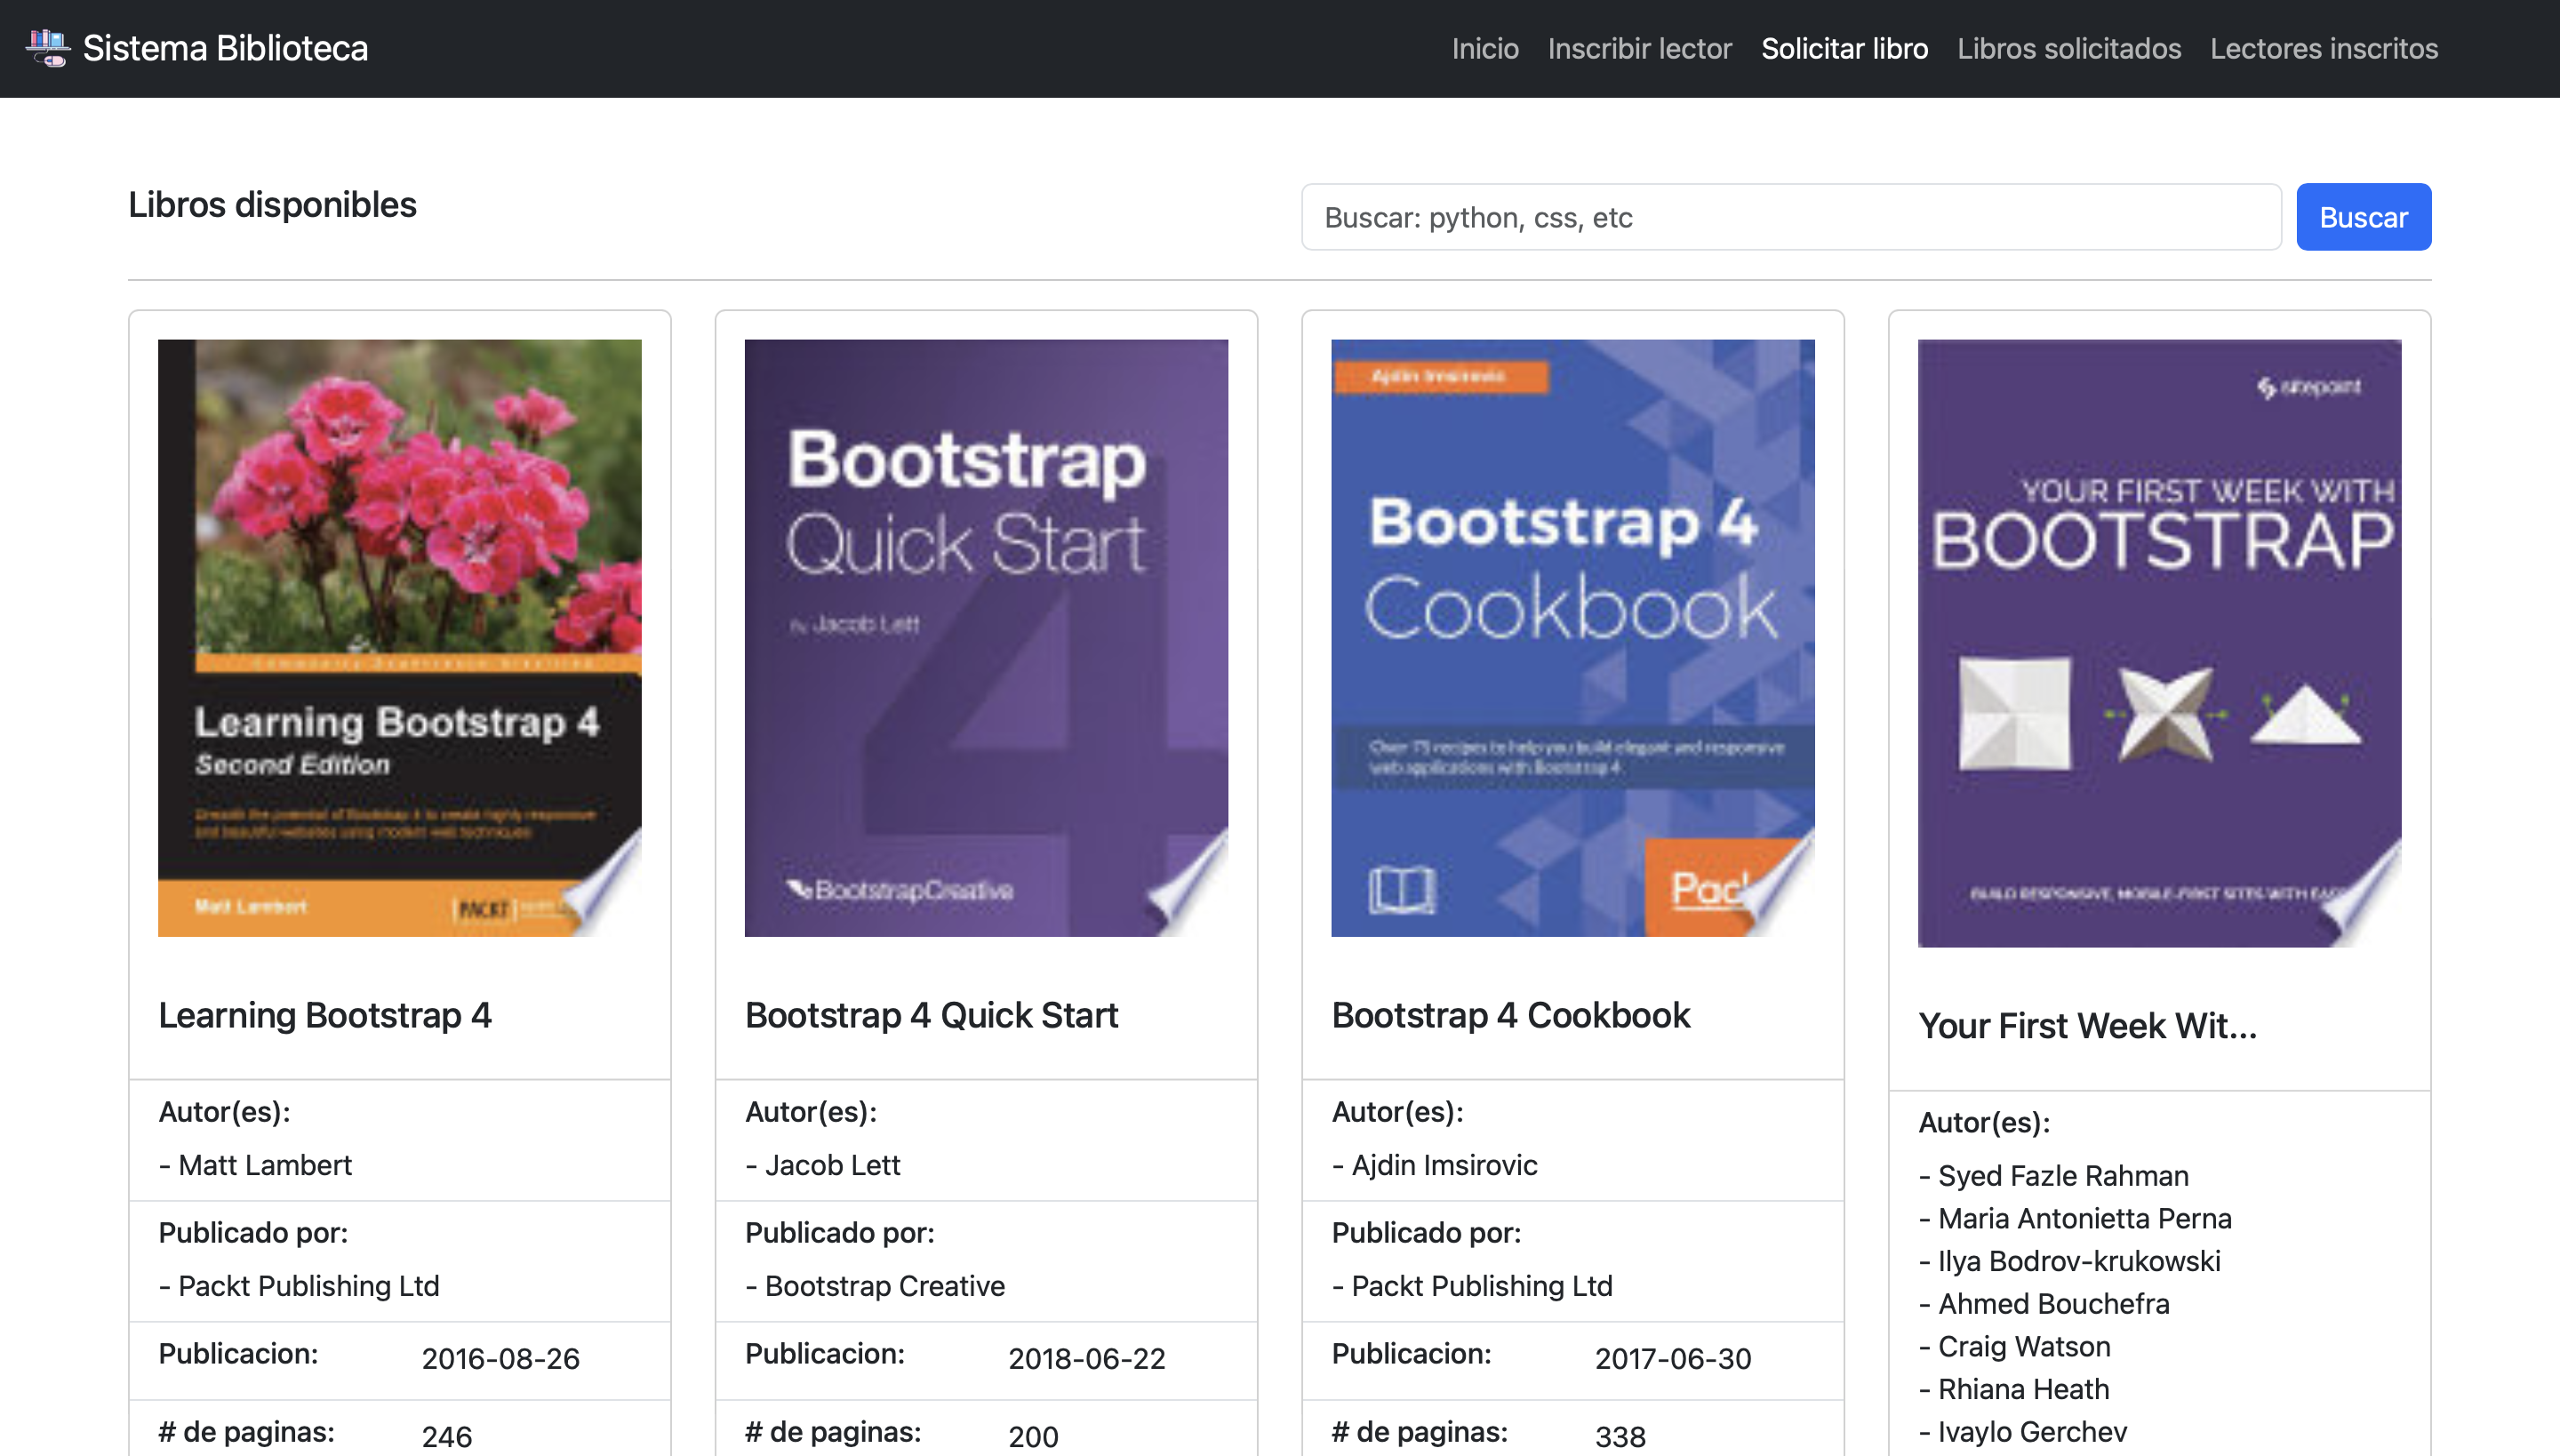 Sistema Biblioteca
Inicio
Inscribir lector
Solicitar libro
Libros solicitados
Lectores inscritos
Libros disponibles
Buscar: python, css, etc
Buscar
Learning Bootstrap 4
Second Edition
Matt Lambert
PACKT
Learning Bootstrap 4
Autor(es):
- Matt Lambert
Publicado por:
- Packt Publishing Ltd
Publicacion: 2016-08-26
# de paginas: 246
Bootstrap
Quick Start
By Jacob Lett
4
BootstrapCreative
Bootstrap 4 Quick Start
Autor(es):
- Jacob Lett
Publicado por:
- Bootstrap Creative
Publicacion: 2018-06-22
# de paginas: 200
Ajdin Imsirovic
Bootstrap 4
Cookbook
Over 75 recipes to help you build elegant and responsive
web applications with Bootstrap 4
Pack
Bootstrap 4 Cookbook
Autor(es):
- Ajdin Imsirovic
Publicado por:
- Packt Publishing Ltd
Publicacion: 2017-06-30
# de paginas: 338
sitepoint
YOUR FIRST WEEK WITH
BOOTSTRAP
BUILD RESPONSIVE, MOBILE-FIRST SITES WITH
Your First Week Wit...
Autor(es):
- Syed Fazle Rahman
- Maria Antonietta Perna
- Ilya Bodrov-krukowski
- Ahmed Bouchefra
- Craig Watson
- Rhiana Heath
- Ivaylo Gerchev